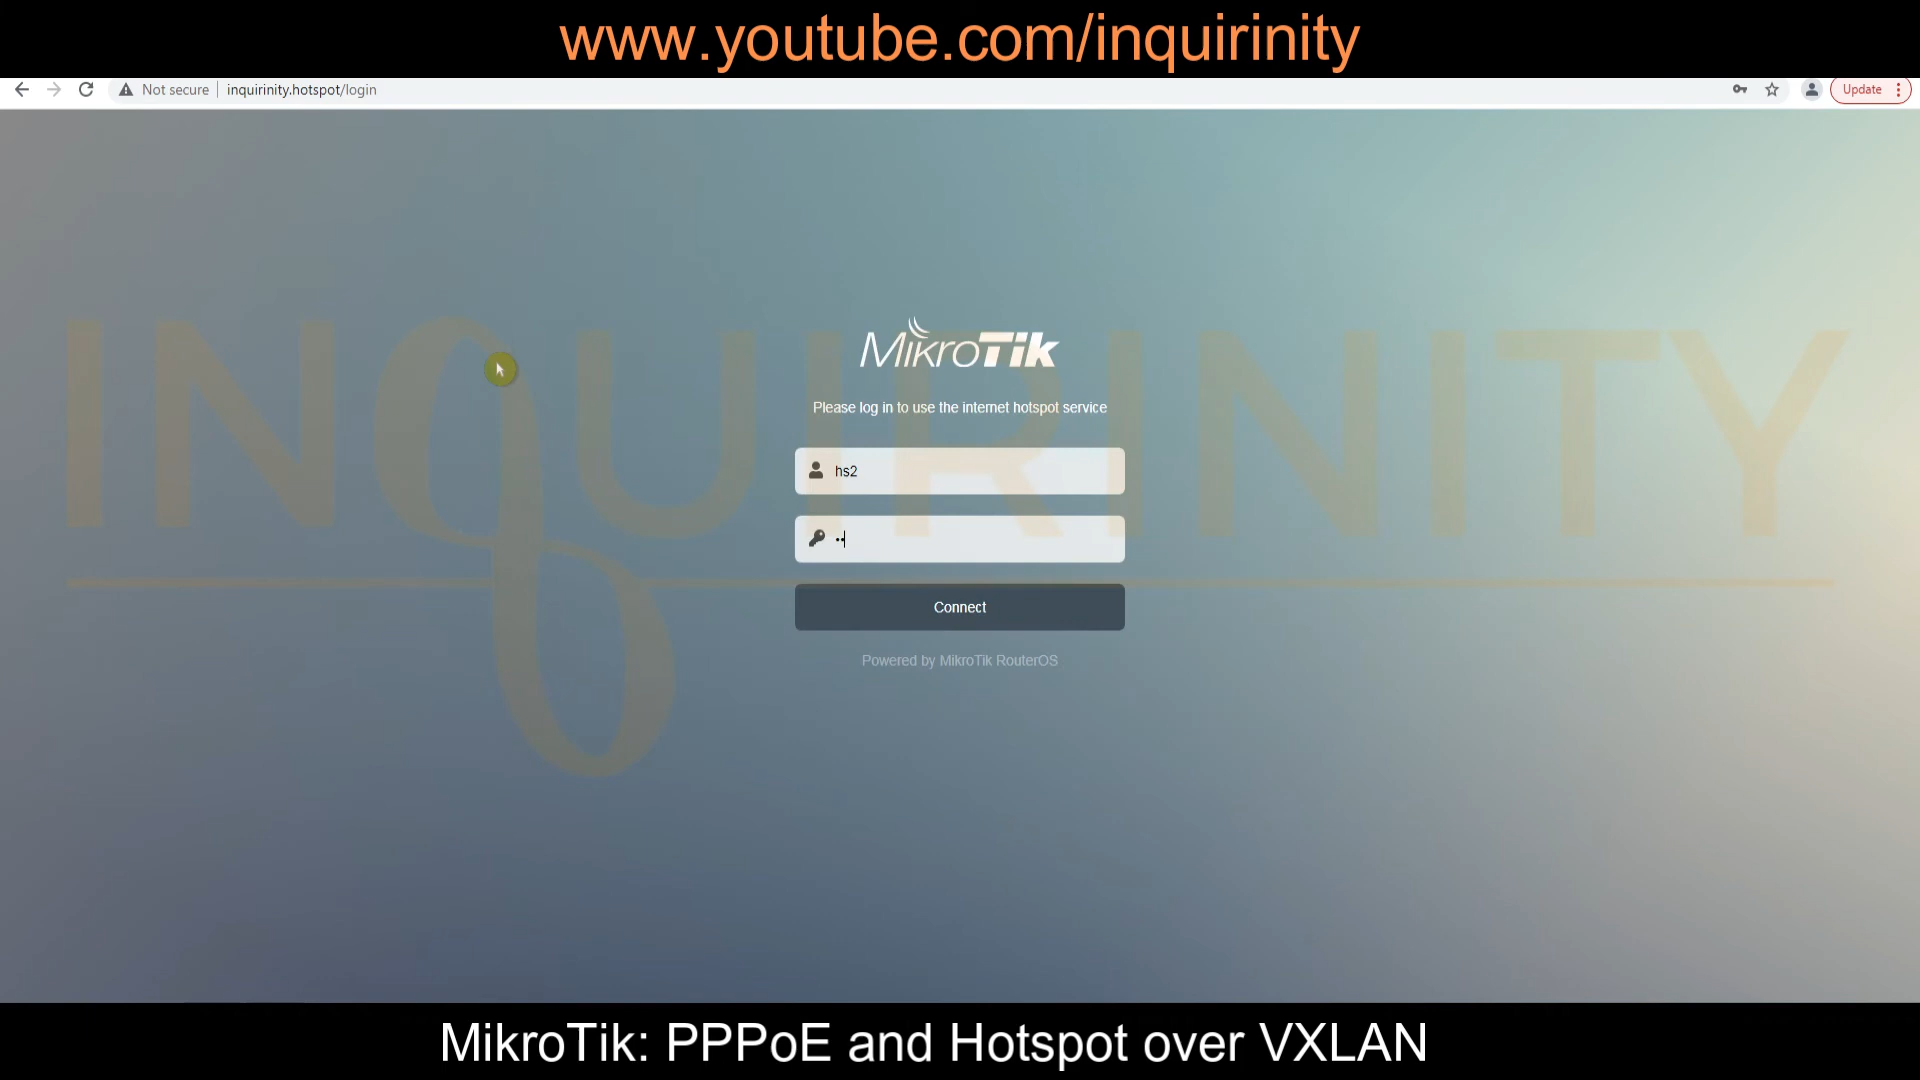 www.youtube.com/inquirinity
Not secure
inquirinity.hotspot/login
Update
INQUIRINITY
MikroTik
Please log in to use the internet hotspot service
hs2
Connect
Powered by MikroTik RouterOS
MikroTik: PPPoE and Hotspot over VXLAN